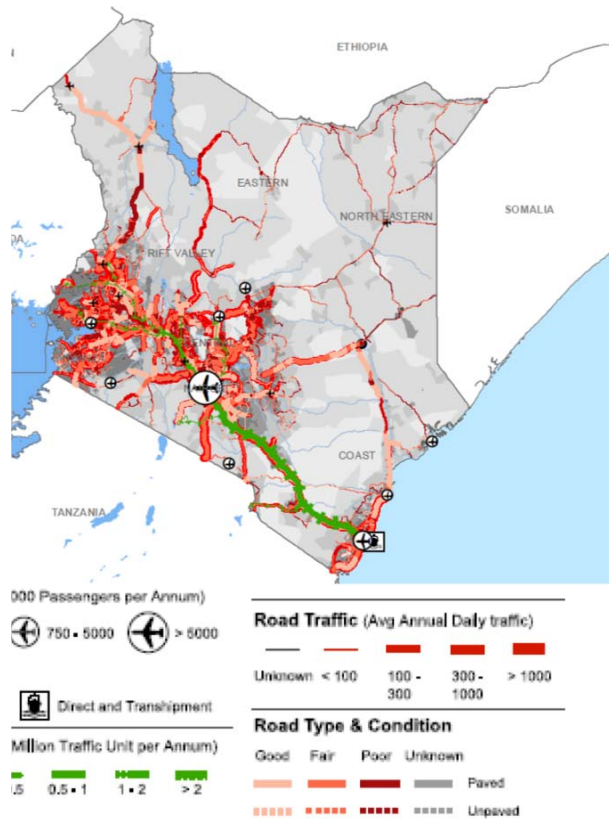 ETHIOPIA
EASTERN
NORTH EASTERN
SOMALIA
DA
RIFT VALLEY
COAST
TANZANIA
000 Passengers per Annum)
750 - 5000
> 5000
Direct and Transhipment
Million Traffic Unit per Annum)
0.5
0.5 - 1
1 - 2
> 2
Road Traffic (Avg Annual Daily traffic)
Unknown
< 100
100 - 300
300 - 1000
> 1000
Road Type & Condition
Good Fair Poor Unknown
Paved
Unpaved